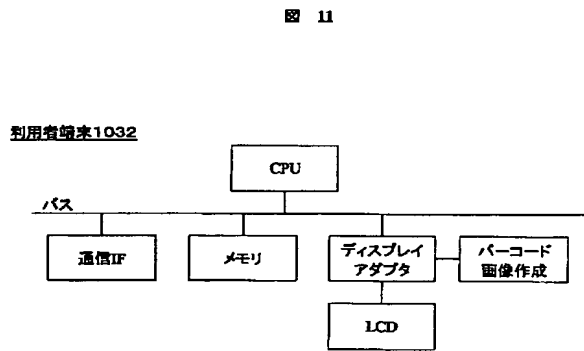 図 11
利用者端末1032
CPU
バス
通信IF
メモリ
ディスプレイ
アダプタ
バーコード
画像作成
LCD